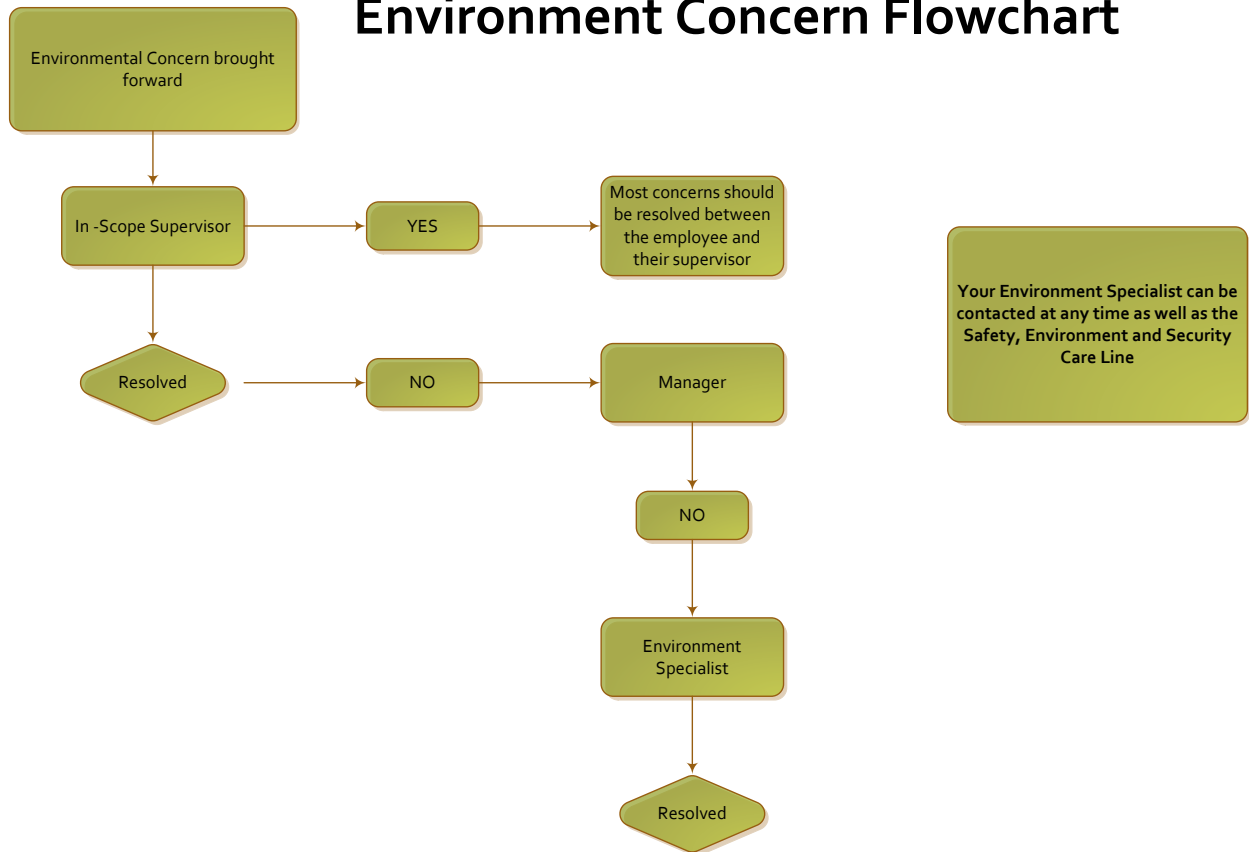 Environment Concern Flowchart
Environmental Concern brought
forward
In -Scope Supervisor
YES
Most concerns should
be resolved between
the employee and
their supervisor
Your Environment Specialist can be
contacted at any time as well as the
Safety, Environment and Security
Care Line
Resolved
NO
Manager
NO
Environment
Specialist
Resolved